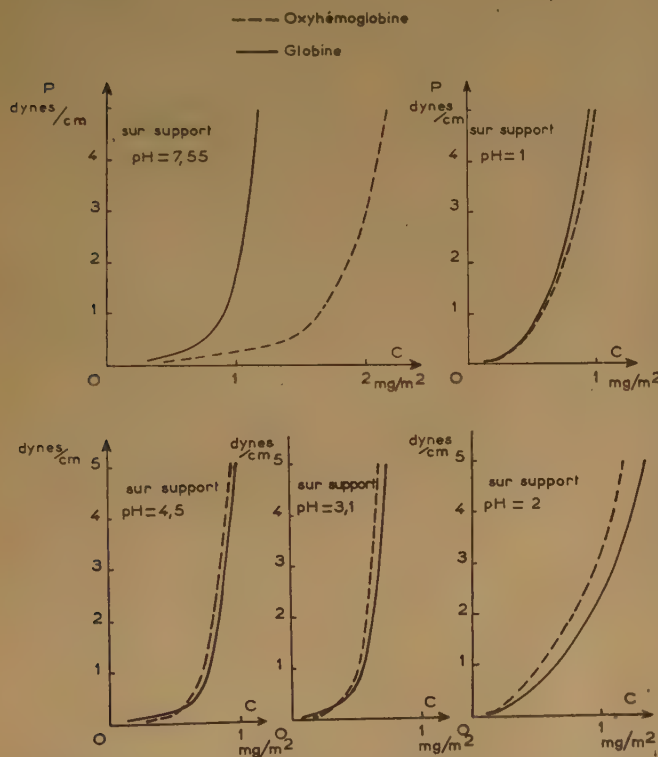 Oxyhémoglobine
Globine
P
dynes/cm
4
3
2
1
O
sur support
pH = 7,55
1
2
C
mg/m2
P
dynes/cm
4
3
2
1
O
sur support
pH = 1
1
C
mg/m2
dynes/cm
5
4
3
2
1
O
sur support
pH = 4,5
1
C
mg/m2
dynes/cm
5
4
3
2
1
O
sur support
pH = 3,1
1
C
mg/m2
dynes/cm
5
4
3
2
1
O
sur support
pH = 2
1
C
mg/m2